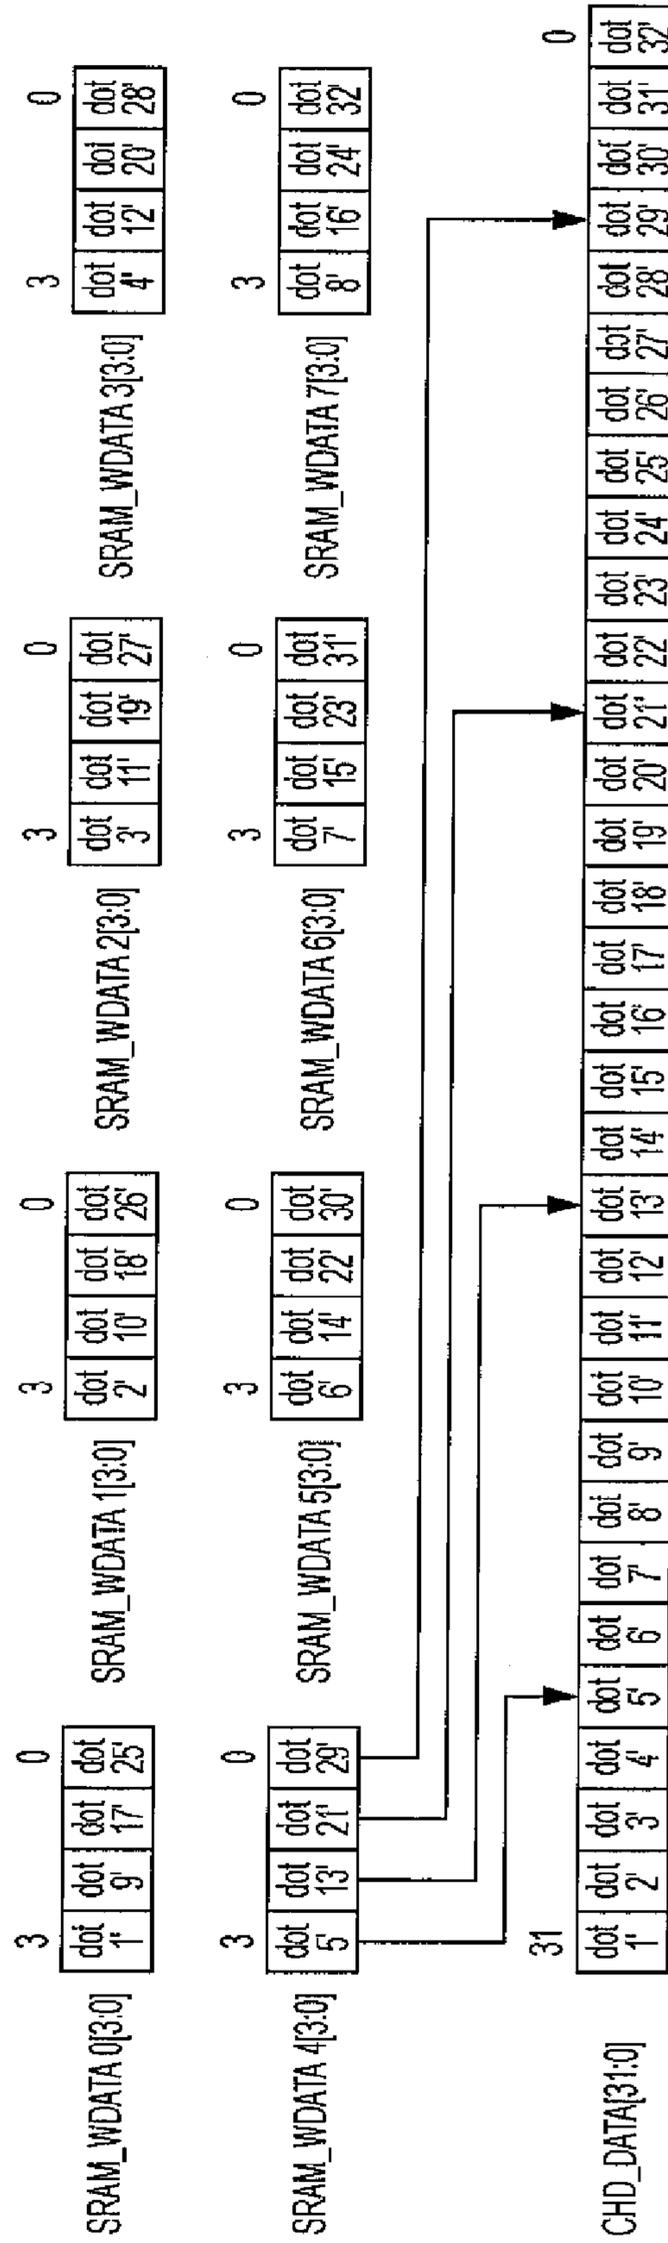 3 0 3 0 3 0 3 0
SRAM_WDATA 0[3:0] dot 1' dot 9' dot 17' dot 25' SRAM_WDATA 1[3:0] dot 2' dot 10' dot 18' dot 26' SRAM_WDATA 2[3:0] dot 3' dot 11' dot 19' dot 27' SRAM_WDATA 3[3:0] dot 4' dot 12' dot 20' dot 28'
3 0 3 0 3 0 3 0
SRAM_WDATA 4[3:0] dot 5' dot 13' dot 21' dot 29' SRAM_WDATA 5[3:0] dot 6' dot 14' dot 22' dot 30' SRAM_WDATA 6[3:0] dot 7' dot 15' dot 23' dot 31' SRAM_WDATA 7[3:0] dot 8' dot 16' dot 24' dot 32'
31 0
CHD_DATA[31:0] dot 1' dot 2' dot 3' dot 4' dot 5' dot 6' dot 7' dot 8' dot 9' dot 10' dot 11' dot 12' dot 13' dot 14' dot 15' dot 16' dot 17' dot 18' dot 19' dot 20' dot 21' dot 22' dot 23' dot 24' dot 25' dot 26' dot 27' dot 28' dot 29' dot 30' dot 31' dot 32'